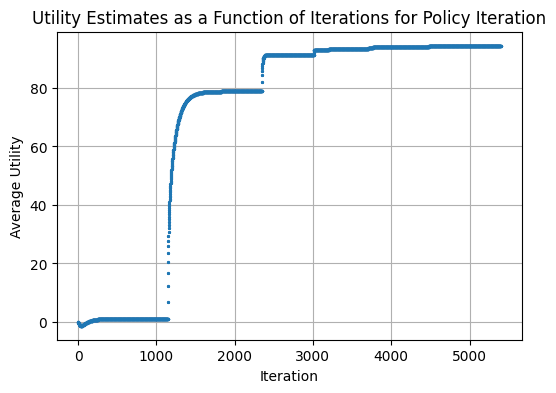 Utility Estimates as a Function of Iterations for Policy Iteration
Average Utility
80
60
40
20
0
0 1000 2000 3000 4000 5000
Iteration